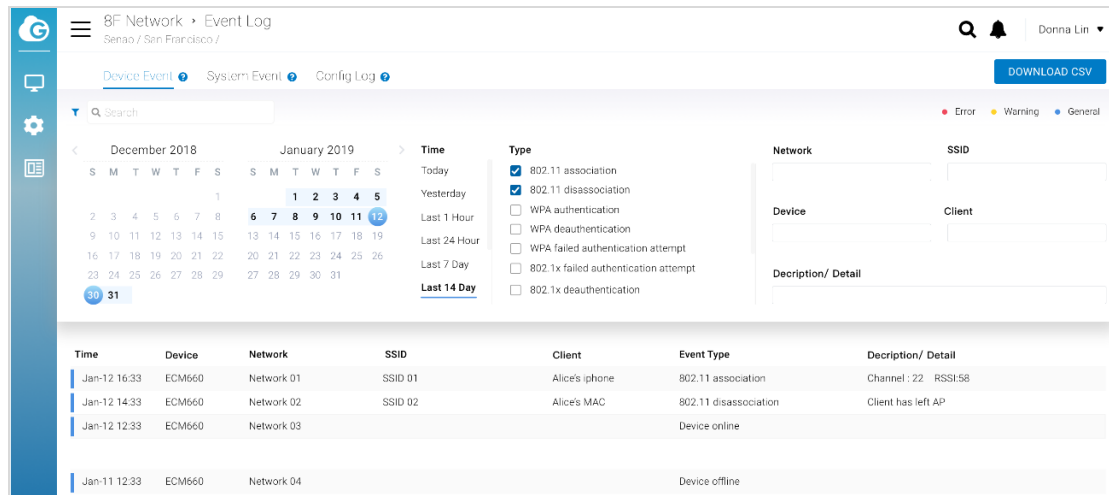 8F Network › Event Log
Senao / San Francisco /
Donna Lin
Device Event
System Event
Config Log
DOWNLOAD CSV
Search
Error
Warning
General
December 2018
S M T W T F S
1
2 3 4 5 6 7 8
9 10 11 12 13 14 15
16 17 18 19 20 21 22
23 24 25 26 27 28 29
30 31
January 2019
S M T W T F S
1 2 3 4 5
6 7 8 9 10 11 12
13 14 15 16 17 18 19
20 21 22 23 24 25 26
27 28 29 30 31
Time
Today
Yesterday
Last 1 Hour
Last 24 Hour
Last 7 Day
Last 14 Day
Type
802.11 association
802.11 disassociation
WPA authentication
WPA deauthentication
WPA failed authentication attempt
802.1x failed authentication attempt
802.1x deauthentication
Network
SSID
Device
Client
Decription/ Detail
Time Device Network SSID Client Event Type Decription/ Detail
Jan-12 16:33 ECM660 Network 01 SSID 01 Alice's iphone 802.11 association Channel : 22 RSSI:58
Jan-12 14:33 ECM660 Network 02 SSID 02 Alice's MAC 802.11 disassociation Client has left AP
Jan-12 12:33 ECM660 Network 03 Device online
Jan-11 12:33 ECM660 Network 04 Device offline